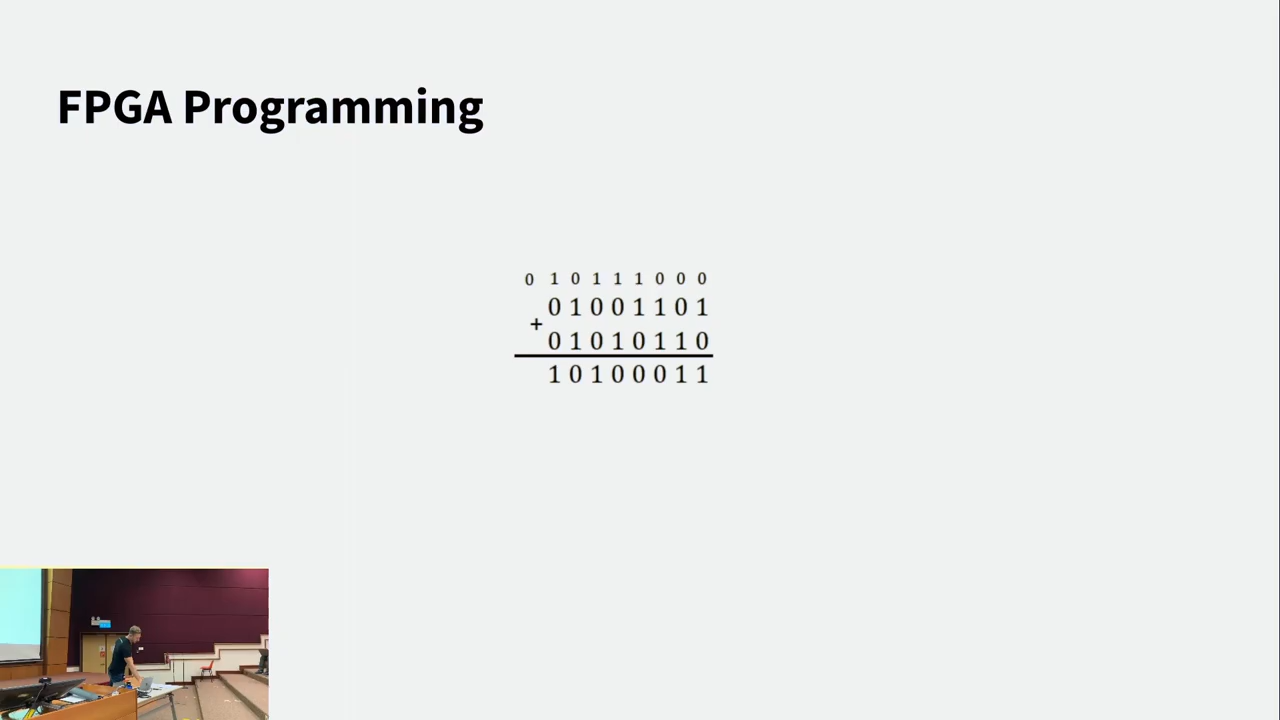 FPGA Programming
0 1 0 1 1 1 0 0 0
0 1 0 0 1 1 0 1
+
0 1 0 1 0 1 1 0
1 0 1 0 0 0 1 1